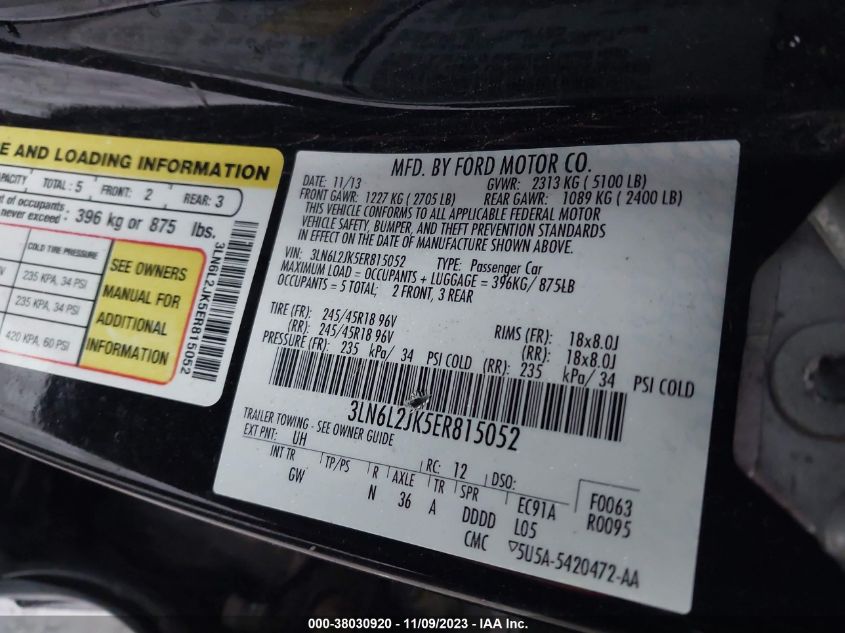 E AND LOADING INFORMATION
PACITY TOTAL: 5 FRONT: 2 REAR: 3
t of occupants
never exceed: 396 kg or 875 lbs.
COLD TIRE PRESSURE
235 KPA, 34 PSI
235 KPA, 34 PSI
420 KPA, 60 PSI
SEE OWNERS
MANUAL FOR
ADDITIONAL
INFORMATION
3LN6L2JK5ER815052
MFD. BY FORD MOTOR CO.
DATE: 11/13 GVWR: 2313 KG ( 5100 LB)
FRONT GAWR: 1227 KG ( 2705 LB) REAR GAWR: 1089 KG ( 2400 LB)
THIS VEHICLE CONFORMS TO ALL APPLICABLE FEDERAL MOTOR
VEHICLE SAFETY, BUMPER, AND THEFT PREVENTION STANDARDS
IN EFFECT ON THE DATE OF MANUFACTURE SHOWN ABOVE.
VIN: 3LN6L2JK5ER815052 TYPE: Passenger Car
MAXIMUM LOAD = OCCUPANTS + LUGGAGE = 396KG/ 875LB
OCCUPANTS = 5 TOTAL; 2 FRONT, 3 REAR
TIRE (FR): 245/45R18 96V RIMS (FR): 18x8.0J
(RR): 245/45R18 96V (RR): 18x8.0J
PRESSURE (FR): 235 kPa/ 34 PSI COLD (RR): 235 kPa/34 PSI COLD
3LN6L2JK5ER815052
TRAILER TOWING - SEE OWNER GUIDE
EXT PNT: UH RC: 12 DSO:
INT TR TP/PS R AXLE TR SPR EC91A F0063
GW N 36 A DDDD L05 R0095
CMC ▽5U5A-5420472-AA
000-38030920 - 11/09/2023 - IAA Inc.